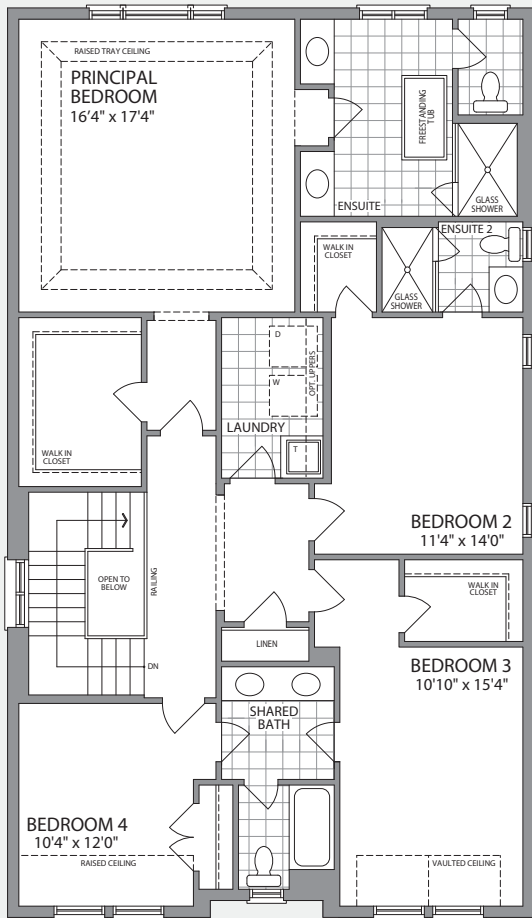 RAISED TRAY CEILING
PRINCIPAL
BEDROOM
16'4" x 17'4"
FREESTANDING
TUB
ENSUITE
GLASS
SHOWER
WALK IN
CLOSET
GLASS
SHOWER
ENSUITE 2
WALK IN
CLOSET
D
W
OPT. UPPERS
LAUNDRY
T
BEDROOM 2
11'4" x 14'0"
OPEN TO
BELOW
RAILING
DN
LINEN
WALK IN
CLOSET
BEDROOM 3
10'10" x 15'4"
SHARED
BATH
BEDROOM 4
10'4" x 12'0"
RAISED CEILING
VAULTED CEILING